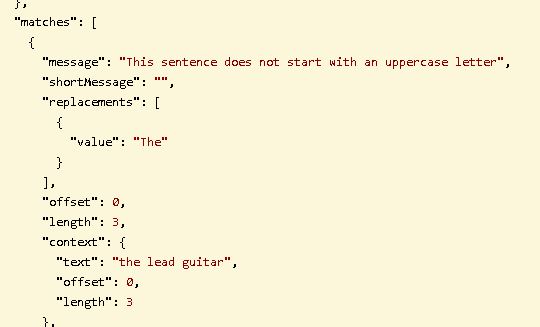 },
"matches": [
{
"message": "This sentence does not start with an uppercase letter",
"shortMessage": "",
"replacements": [
{
"value": "The"
}
],
"offset": 0,
"length": 3,
"context": {
"text": "the lead guitar",
"offset": 0,
"length": 3
},